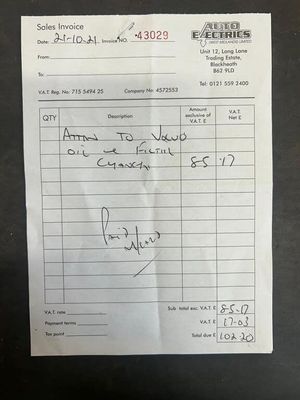 Sales Invoice
Date: 21-10-21 Invoice NO. 43029
From:
To:
AUTO ELECTRICS
(WEST MIDLANDS) LIMITED
Unit 12, Long Lane
Trading Estate,
Blackheath
B62 9LD
Tel: 0121 559 2400
V.A.T. Reg. No: 715 5494 25 Company No: 4572553
QTY Description Amount exclusive of V.A.T. £ V.A.T. Net £
ATTN TO VOLVO
OIL & FILTER
CHANGE 85 17
Paid
V.A.T. rate Sub total exc. V.A.T. £ 85-17
Payment terms V.A.T. £ 17-03
Tax point Total due £ 102-20